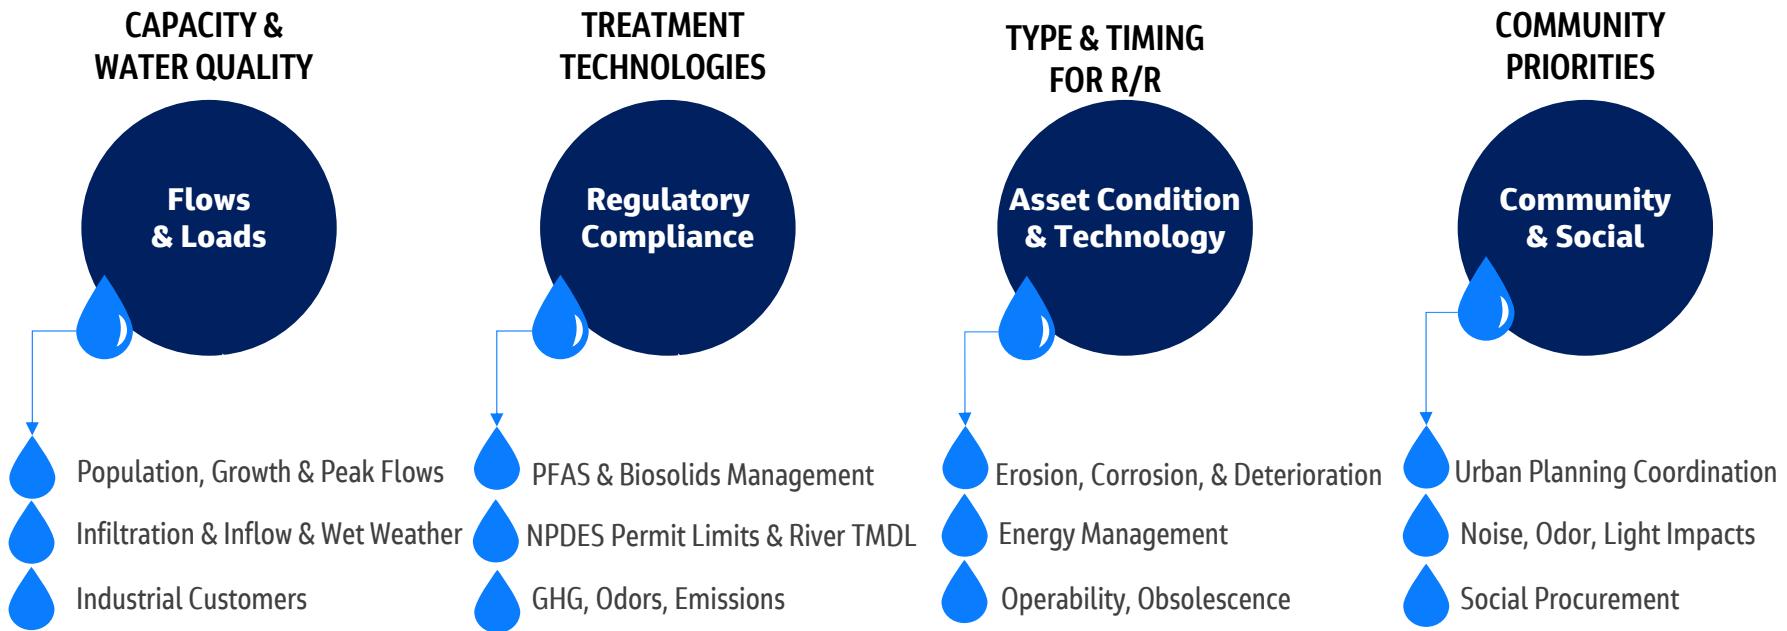 CAPACITY &
WATER QUALITY
Flows
& Loads
Population, Growth & Peak Flows
Infiltration & Inflow & Wet Weather
Industrial Customers
TREATMENT
TECHNOLOGIES
Regulatory
Compliance
PFAS & Biosolids Management
NPDES Permit Limits & River TMDL
GHG, Odors, Emissions
TYPE & TIMING
FOR R/R
Asset Condition
& Technology
Erosion, Corrosion, & Deterioration
Energy Management
Operability, Obsolescence
COMMUNITY
PRIORITIES
Community
& Social
Urban Planning Coordination
Noise, Odor, Light Impacts
Social Procurement